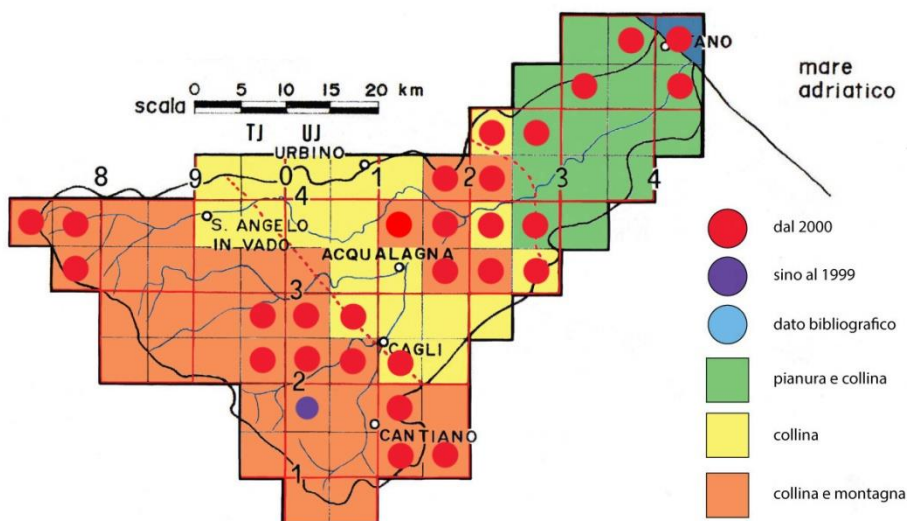 FANO
mare
adriatico
0 5 10 15 20 km
scala
TJ UJ
URBINO
8 9 0 1 2 3 4
4
S. ANGELO
IN VADO
ACQUALAGNA
3
CAGLI
2
CANTIANO
1
dal 2000
sino al 1999
dato bibliografico
pianura e collina
collina
collina e montagna